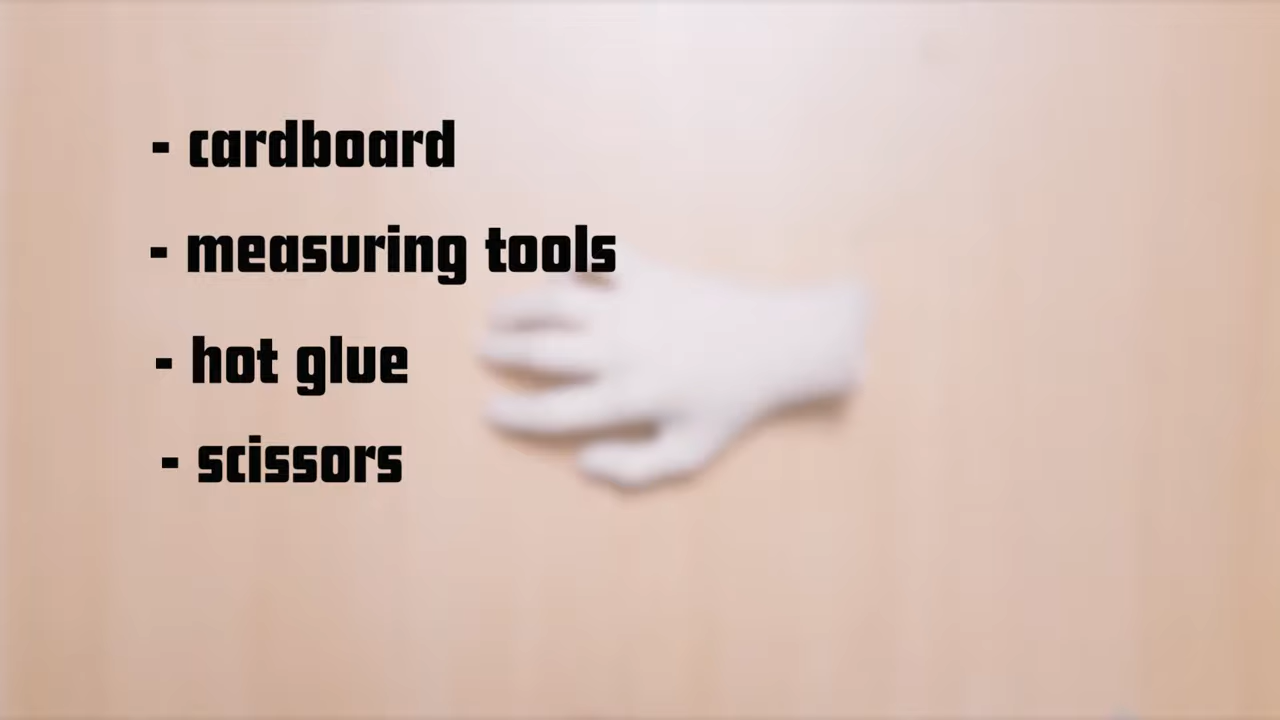 - cardboard
- measuring tools
- hot glue
- scissors